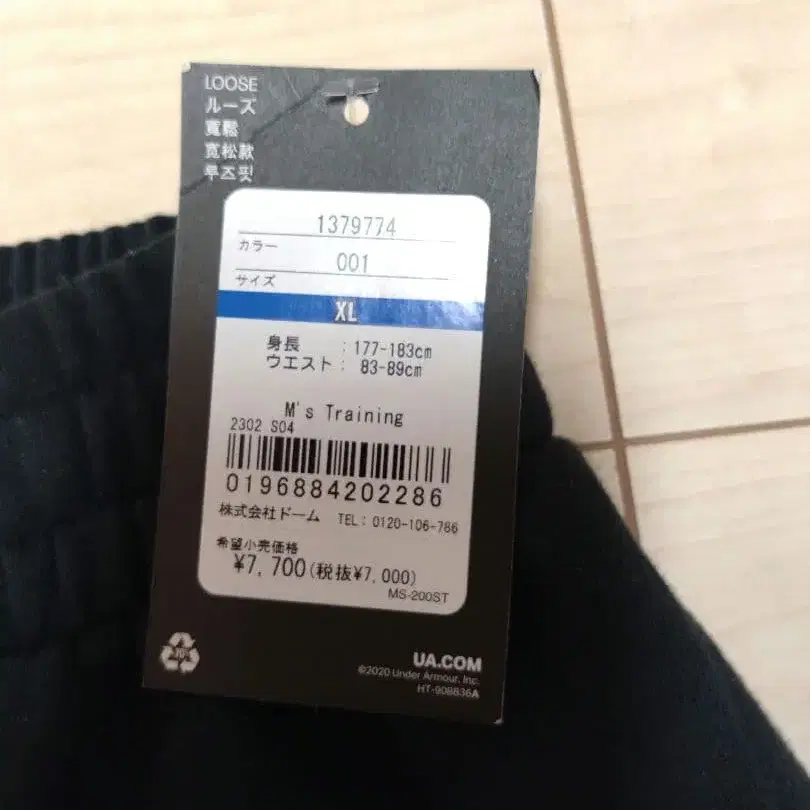 LOOSE
ルーズ
寬鬆
宽松款
루즈핏
1379774
カラー
001
サイズ
XL
身長 : 177-183cm
ウエスト : 83-89cm
M's Training
2302 S04
0196884202286
株式会社ドーム TEL: 0120-106-786
希望小売価格
¥7,700(税抜¥7,000)
MS-200ST
UA.COM
©2020 Under Armour, Inc.
HT-908836A